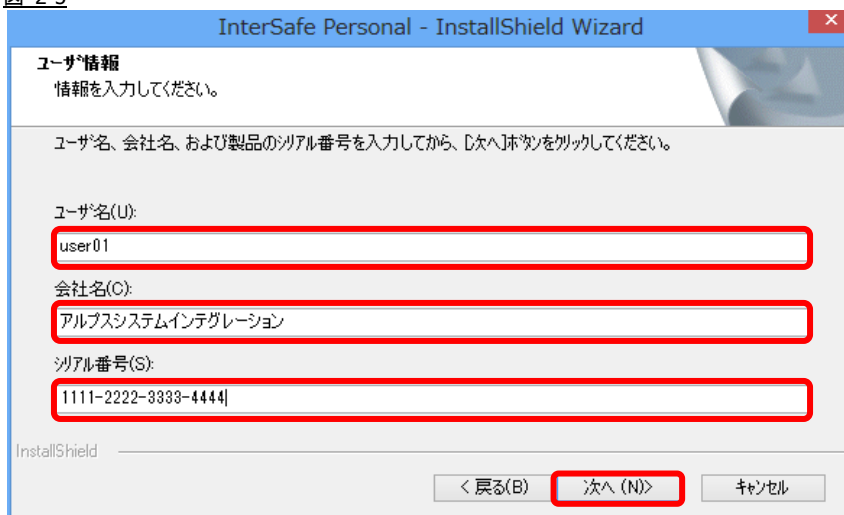 図 2-5
InterSafe Personal - InstallShield Wizard
ユーザ情報
情報を入力してください。
ユーザ名、会社名、および製品のシリアル番号を入力してから、[次へ]ボタンをクリックしてください。
ユーザ名(U):
user01
会社名(C):
アルプスシステムインテグレーション
シリアル番号(S):
1111-2222-3333-4444
InstallShield
< 戻る(B) 次へ (N)> キャンセル